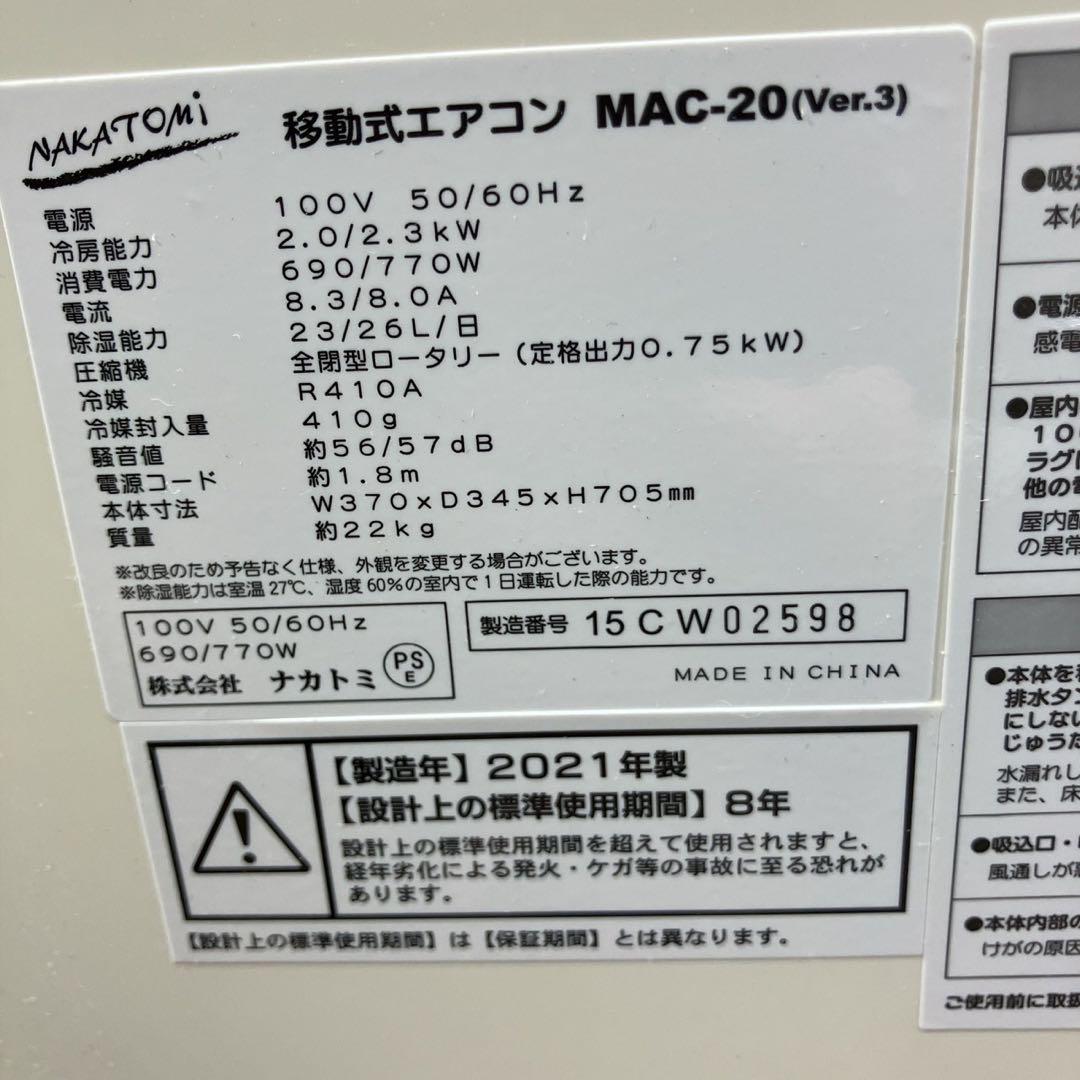 NAKATOMI
移動式エアコン MAC-20(Ver.3)
電源 100V 50/60Hz
冷房能力 2.0/2.3kW
消費電力 690/770W
電流 8.3/8.0A
除湿能力 23/26L/日
圧縮機 全閉型ロータリー(定格出力0.75kW)
冷媒 R410A
冷媒封入量 410g
騒音値 約56/57dB
電源コード 約1.8m
本体寸法 W370×D345×H705mm
質量 約22kg
※改良のため予告なく仕様、外観を変更する場合がございます。
※除湿能力は室温27℃、湿度60%の室内で1日運転した際の能力です。
100V 50/60Hz
690/770W
株式会社 ナカトミ
PS
E
製造番号 15CW02598
MADE IN CHINA
【製造年】2021年製
【設計上の標準使用期間】8年
設計上の標準使用期間を超えて使用されますと、
経年劣化による発火・ケガ等の事故に至る恐れが
あります。
【設計上の標準使用期間】は【保証期間】とは異なります。
●吸込
本体
●電源
感電
●屋内
100
ラグ
他の
屋内配
の異常
●本体を
排水タン
にしない
じゅうた
水漏れし
また、床
●吸込口・
風通しが
●本体内部の
けがの原因
ご使用前に取扱